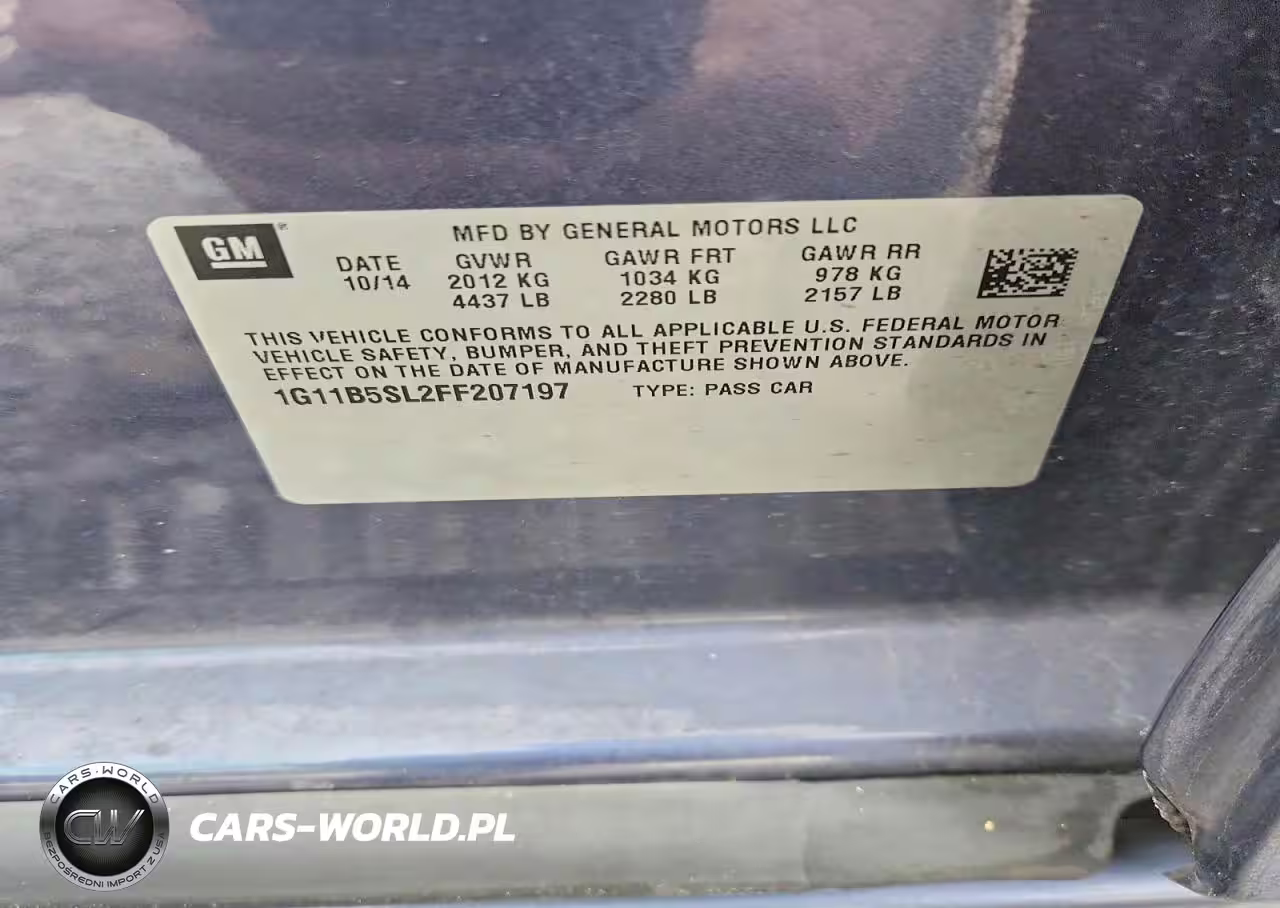 GM®
MFD BY GENERAL MOTORS LLC
DATE GVWR GAWR FRT GAWR RR
10/14 2012 KG 1034 KG 978 KG
4437 LB 2280 LB 2157 LB
THIS VEHICLE CONFORMS TO ALL APPLICABLE U.S. FEDERAL MOTOR
VEHICLE SAFETY, BUMPER, AND THEFT PREVENTION STANDARDS IN
EFFECT ON THE DATE OF MANUFACTURE SHOWN ABOVE.
1G11B5SL2FF207197 TYPE: PASS CAR
CARS-WORLD
CW
BEZPOŚREDNI IMPORT Z USA
CARS-WORLD.PL